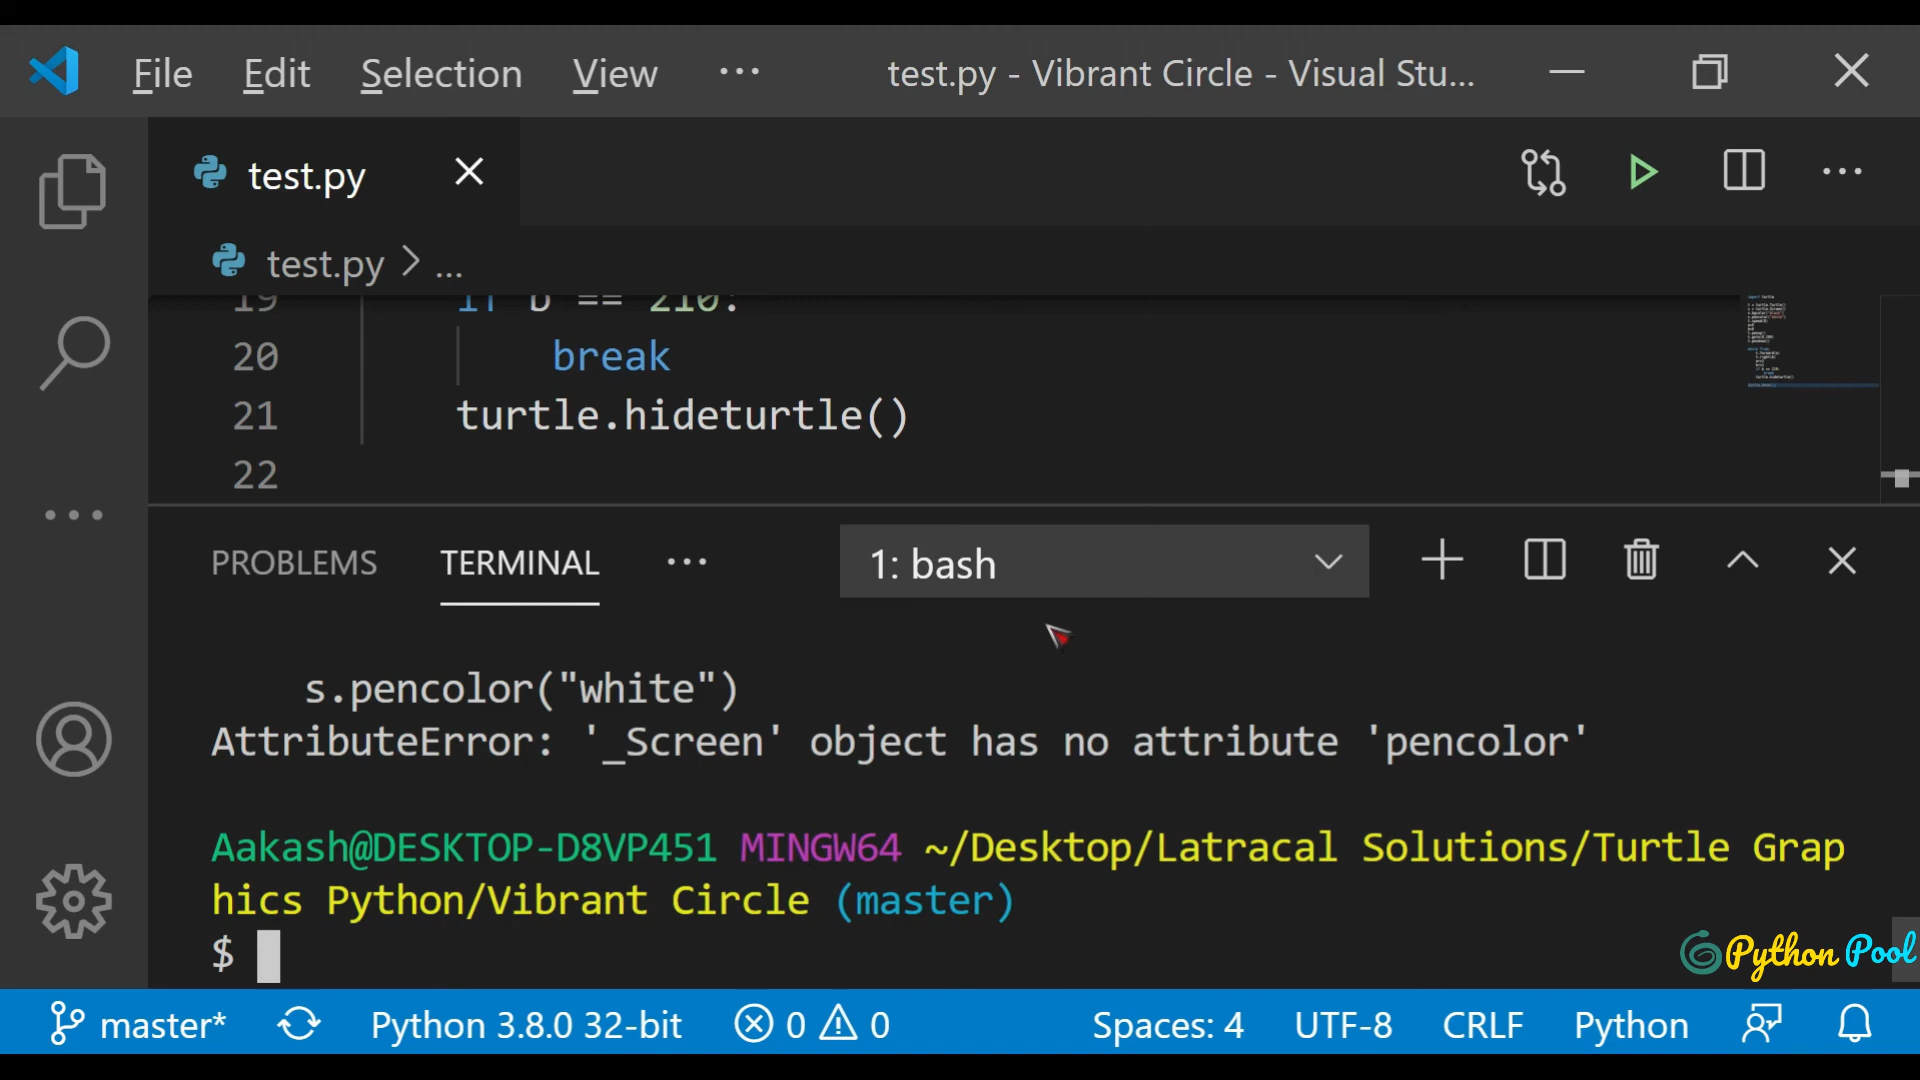 File Edit Selection View ... test.py - Vibrant Circle - Visual Stu...
test.py
test.py > ...
19 if b == 210:
20 break
21 turtle.hideturtle()
22
PROBLEMS TERMINAL ... 1: bash
s.pencolor("white")
AttributeError: '_Screen' object has no attribute 'pencolor'
Aakash@DESKTOP-D8VP451 MINGW64 ~/Desktop/Latracal Solutions/Turtle Grap
hics Python/Vibrant Circle (master)
$
Python Pool
master* Python 3.8.0 32-bit 0 0 Spaces: 4 UTF-8 CRLF Python